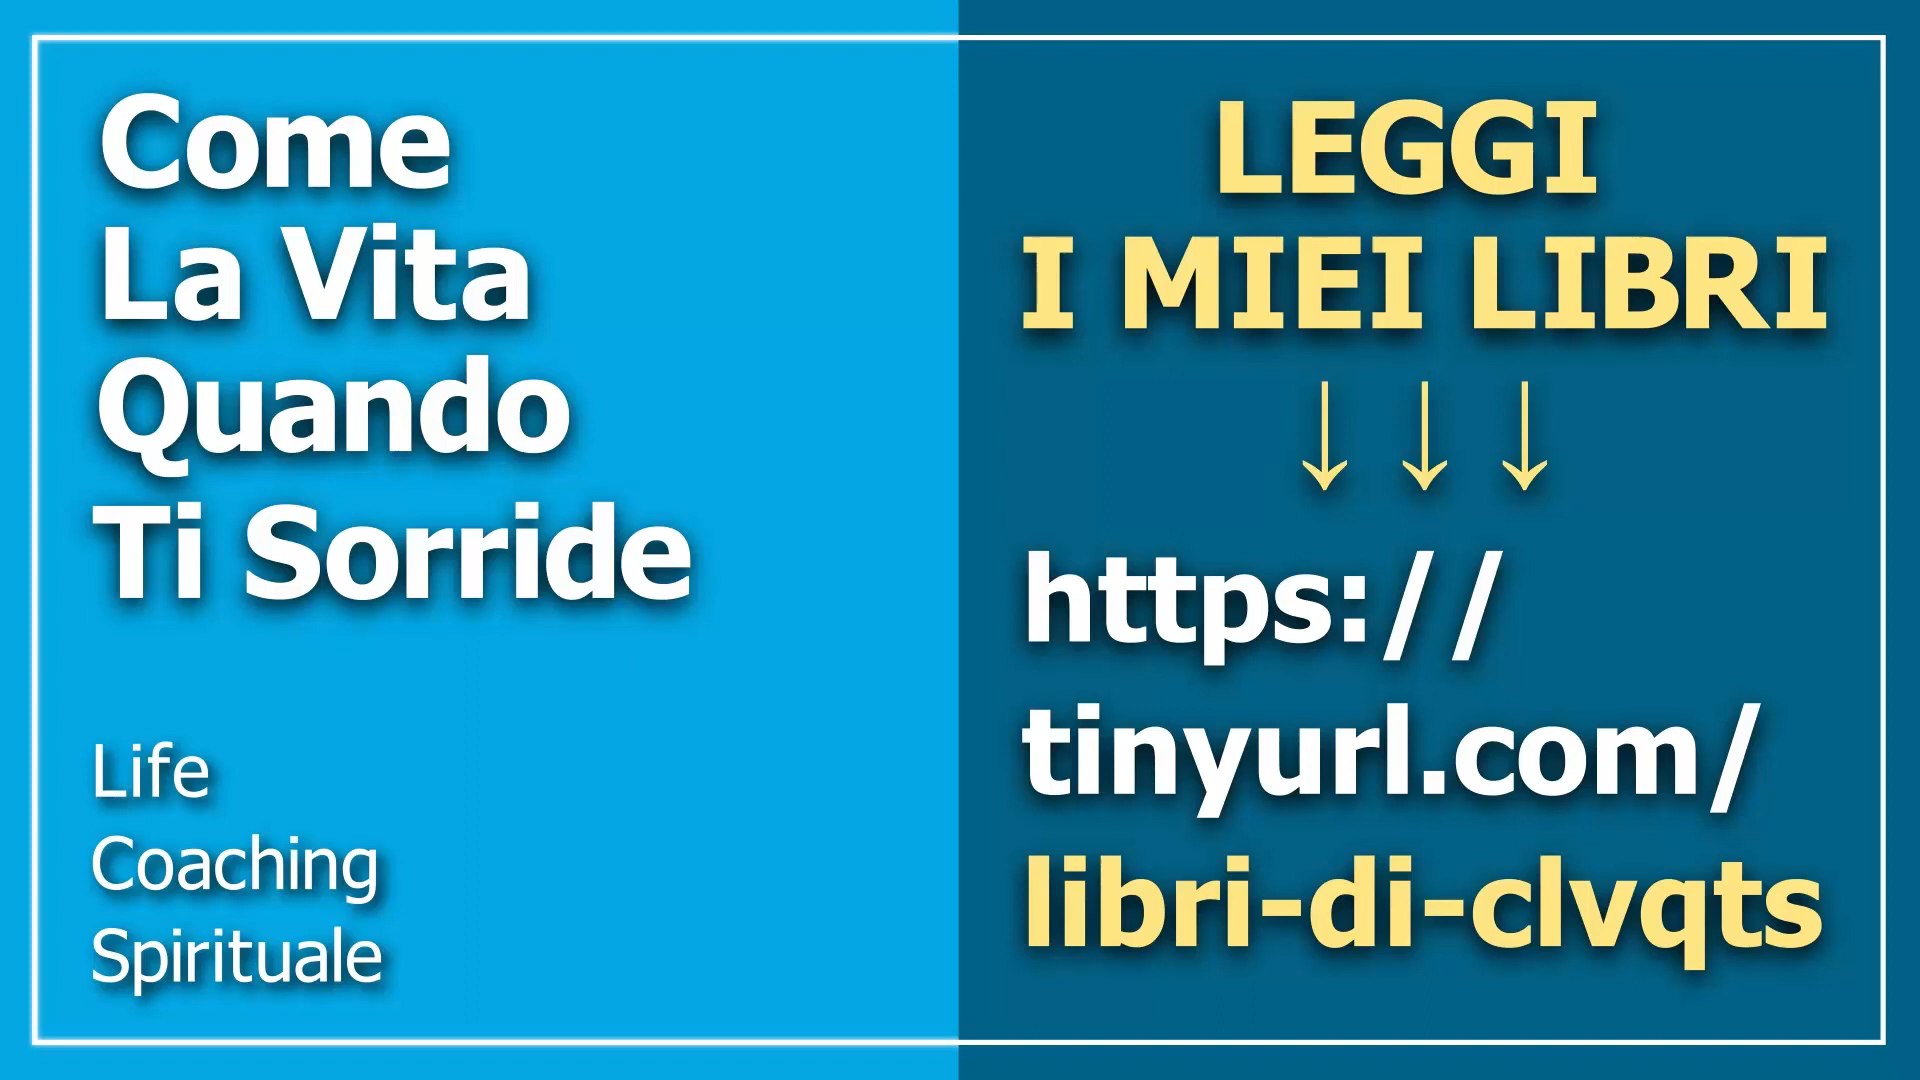 Come
La Vita
Quando
Ti Sorride
Life
Coaching
Spirituale
LEGGI
I MIEI LIBRI
↓ ↓ ↓
https://
tinyurl.com/
libri-di-clvqts